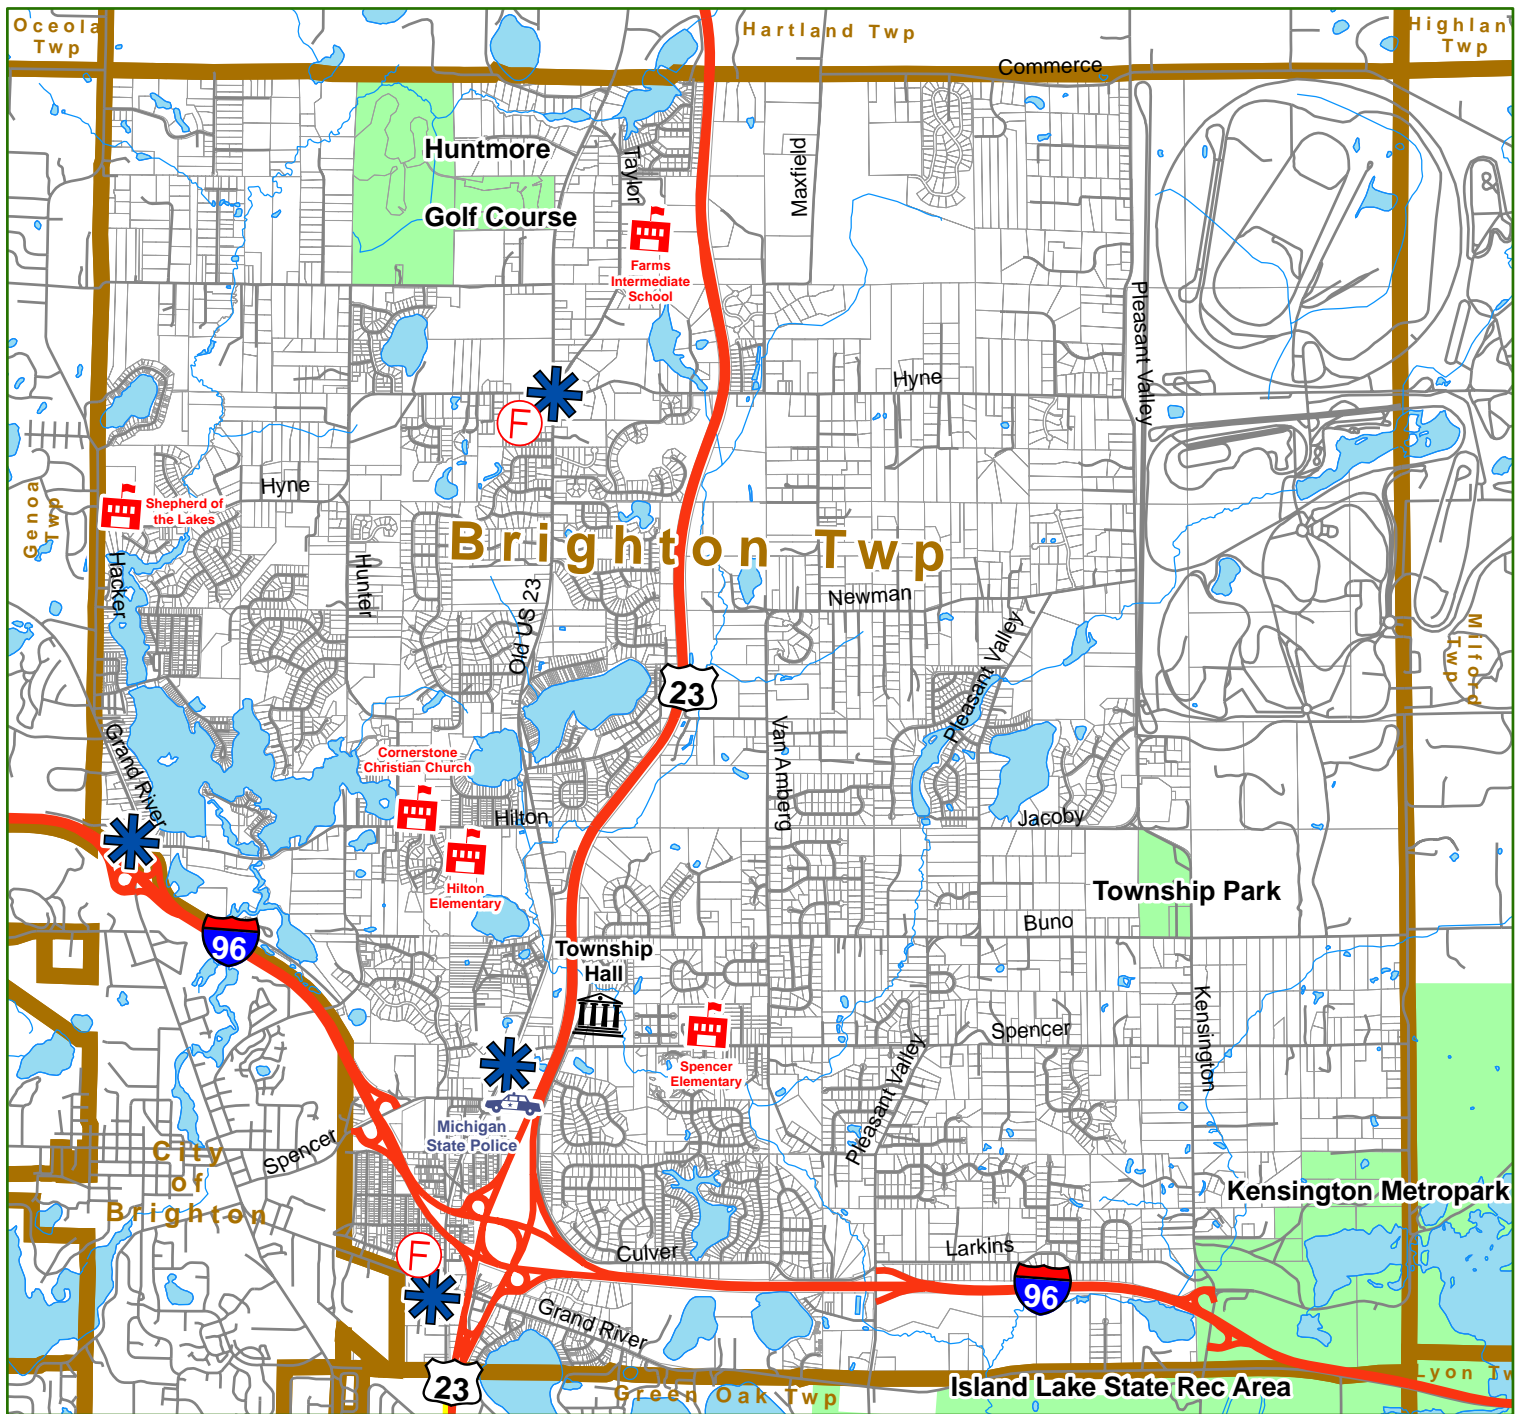 Oceola
Twp
Hartland Twp
Highlan
Twp
Commerce
Huntmore
Golf Course
Taylor
Maxfield
Farms
Intermediate
School
Pleasant Valley
Hyne
F
Genoa
Twp
Shepherd of
the Lakes
Hyne
Brighton Twp
Hacker
Hunter
Old US 23
Newman
Pleasant Valley
Milford
Twp
23
Grand River
Cornerstone
Christian Church
Van Amberg
Hilton
Jacoby
Hilton
Elementary
Township Park
Buno
96
Township
Hall
Kensington
Spencer
Spencer
Elementary
Pleasant Valley
Michigan
State Police
Spencer
City
of
Brighton
Kensington Metropark
F
Culver
Larkins
96
Grand River
23
Green Oak Twp
Island Lake State Rec Area
Lyon Tw